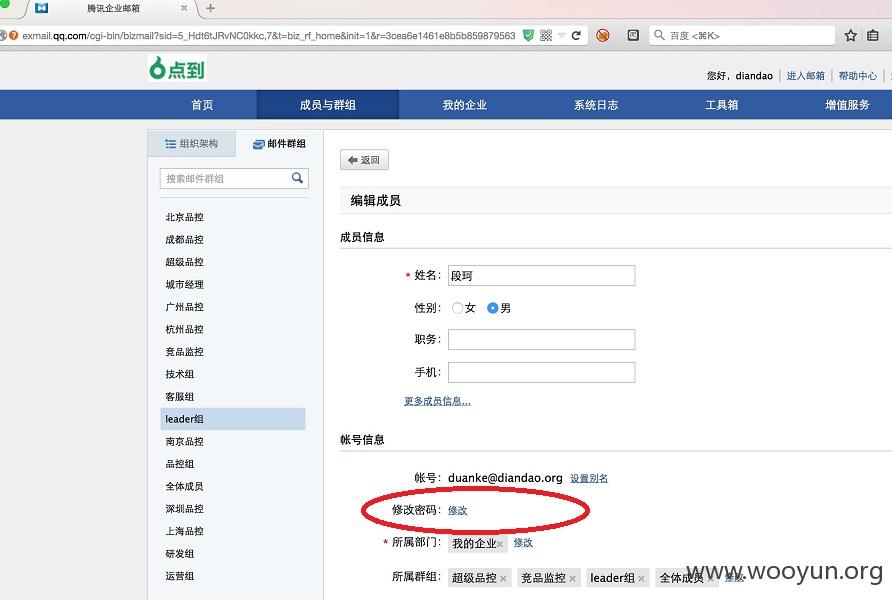 腾讯企业邮箱
exmail.qq.com/cgi-bin/bizmail?sid=5_Hdt6tJRvNC0kkc,7&t=biz_rf_home&init=1&r=3cea6e1461e8b5b859879563
百度 <⌘K>
点到
您好，diandao 进入邮箱 帮助中心
首页 成员与群组 我的企业 系统日志 工具箱 增值服务
组织架构 邮件群组
搜索邮件群组
北京品控
成都品控
超级品控
城市经理
广州品控
杭州品控
竞品监控
技术组
客服组
leader组
南京品控
品控组
全体成员
深圳品控
上海品控
研发组
运营组
返回
编辑成员
成员信息
* 姓名： 段珂
性别： 女 男
职务：
手机：
更多成员信息...
帐号信息
帐号： duanke@diandao.org 设置别名
修改密码： 修改
* 所属部门： 我的企业× 修改
所属群组： 超级品控× 竞品监控× leader组× 全体成员× 修改
www.wooyun.org